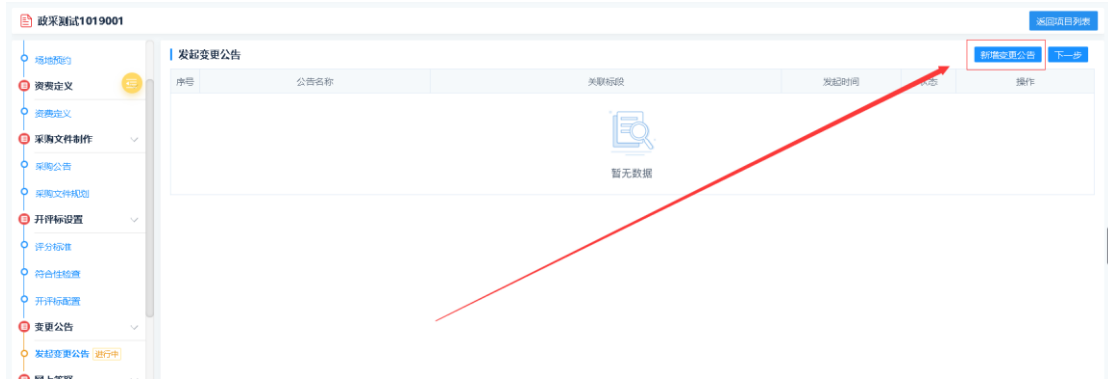 政采测试1019001
返回项目列表
场地预约
资费定义
资费定义
采购文件制作
采购公告
采购文件规划
开评标设置
评分标准
符合性检查
开评标配置
变更公告
发起变更公告 进行中
发起变更公告
新增变更公告 下一步
序号 公告名称 关联标段 发起时间 状态 操作
暂无数据